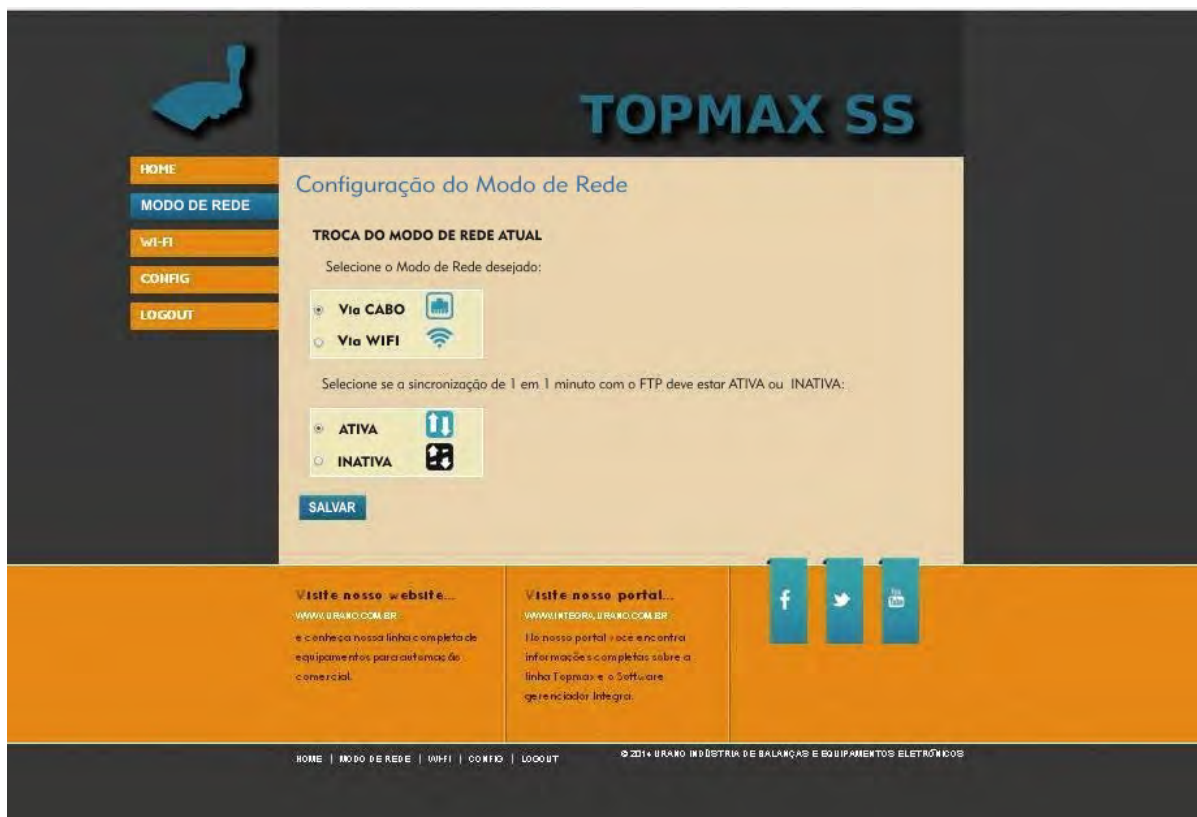 TOPMAX SS
HOME
MODO DE REDE
WI-FI
CONFIG
LOGOUT
Configuração do Modo de Rede
TROCA DO MODO DE REDE ATUAL
Selecione o Modo de Rede desejado:
Via CABO
Via WIFI
Selecione se a sincronização de 1 em 1 minuto com o FTP deve estar ATIVA ou INATIVA:
ATIVA
INATIVA
SALVAR
Visite nosso website...
WWW.URANO.COM.BR
e conheça nossa linha completa de
equipamentos para automação
comercial.
Visite nosso portal...
WWW.INTEGRA.URANO.COM.BR
No nosso portal você encontra
informações completas sobre a
linha Topmax e o Software
gerenciador Integra.
f
You
Tube
HOME | MODO DE REDE | WI-FI | CONFIG | LOGOUT
© 2014 URANO INDÚSTRIA DE BALANÇAS E EQUIPAMENTOS ELETRÔNICOS